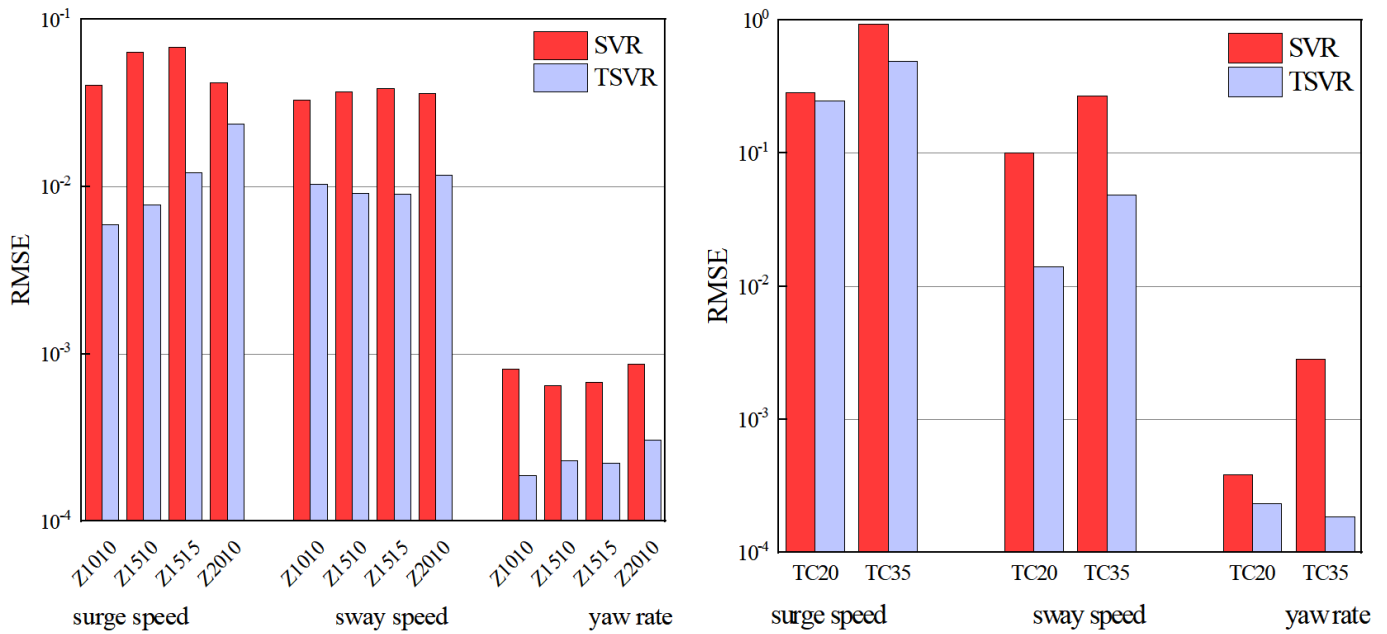 RMSE
10⁻¹
10⁻²
10⁻³
10⁻⁴
SVR
TSVR
Z1010
Z1510
Z1515
Z2010
Z1010
Z1510
Z1515
Z2010
Z1010
Z1510
Z1515
Z2010
surge speed
sway speed
yaw rate
RMSE
10⁰
10⁻¹
10⁻²
10⁻³
10⁻⁴
SVR
TSVR
TC20
TC35
TC20
TC35
TC20
TC35
surge speed
sway speed
yaw rate